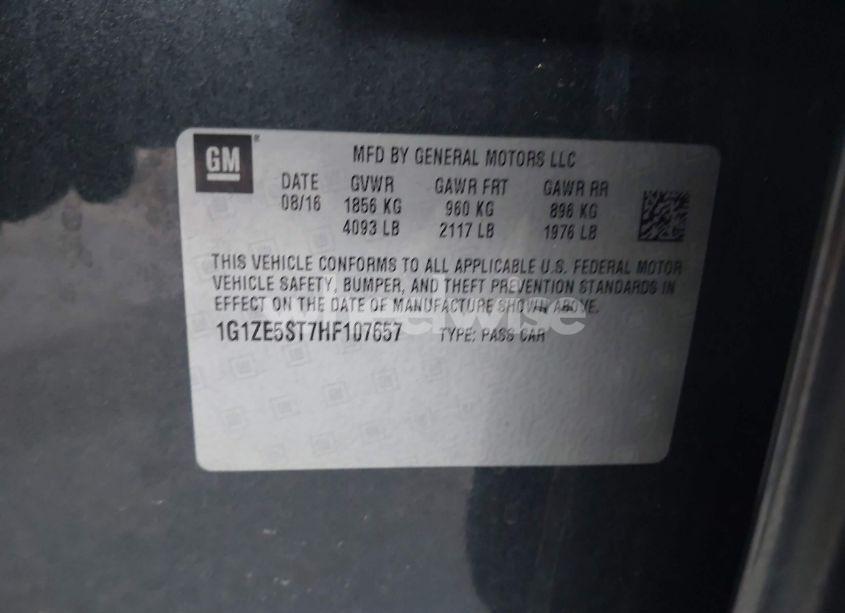 GM
MFD BY GENERAL MOTORS LLC
DATE GVWR GAWR FRT GAWR RR
08/16 1856 KG 960 KG 896 KG
4093 LB 2117 LB 1976 LB
THIS VEHICLE CONFORMS TO ALL APPLICABLE U.S. FEDERAL MOTOR
VEHICLE SAFETY, BUMPER, AND THEFT PREVENTION STANDARDS IN
EFFECT ON THE DATE OF MANUFACTURE SHOWN ABOVE.
1G1ZE5ST7HF107657 TYPE: PASS CAR